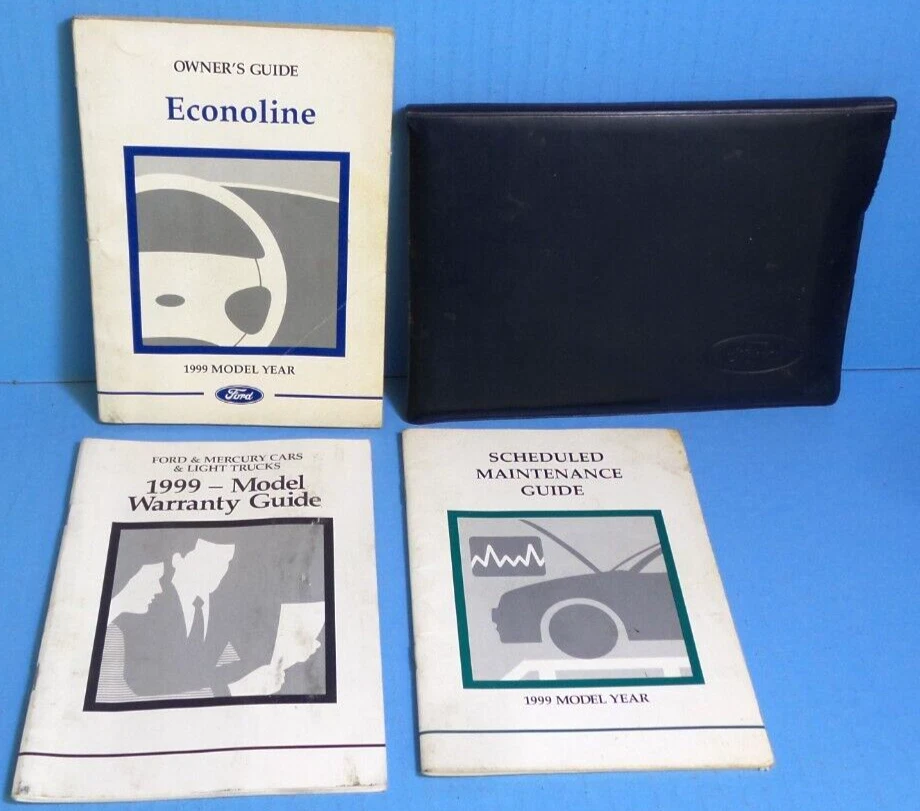 OWNER'S GUIDE
Econoline
1999 MODEL YEAR
Ford
Ford
FORD & MERCURY CARS
& LIGHT TRUCKS
1999 – Model
Warranty Guide
SCHEDULED
MAINTENANCE
GUIDE
1999 MODEL YEAR